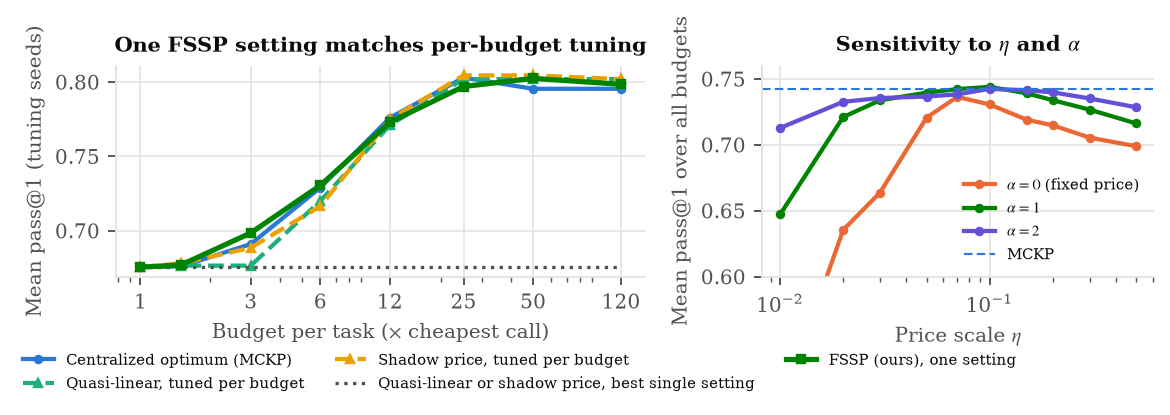 One FSSP setting matches per-budget tuning
Mean pass@1 (tuning seeds)
0.80
0.75
0.70
1 3 6 12 25 50 120
Budget per task (× cheapest call)
Sensitivity to η and α
Mean pass@1 over all budgets
0.75
0.70
0.65
0.60
α = 0 (fixed price)
α = 1
α = 2
MCKP
10⁻² 10⁻¹
Price scale η
Centralized optimum (MCKP)
Quasi-linear, tuned per budget
Shadow price, tuned per budget
Quasi-linear or shadow price, best single setting
FSSP (ours), one setting